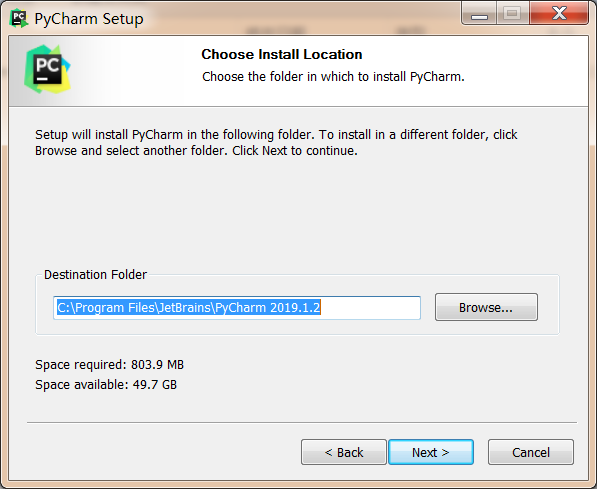 PyCharm Setup
PC
Choose Install Location
Choose the folder in which to install PyCharm.
Setup will install PyCharm in the following folder. To install in a different folder, click
Browse and select another folder. Click Next to continue.
Destination Folder
C:\Program Files\JetBrains\PyCharm 2019.1.2
Browse...
Space required: 803.9 MB
Space available: 49.7 GB
< Back
Next >
Cancel